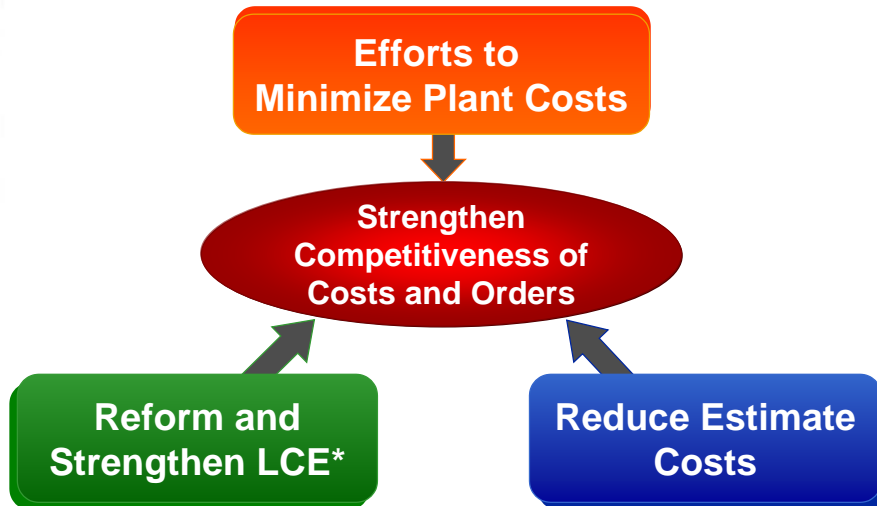 Efforts to
Minimize Plant Costs
Strengthen
Competitiveness of
Costs and Orders
Reform and
Strengthen LCE*
Reduce Estimate
Costs